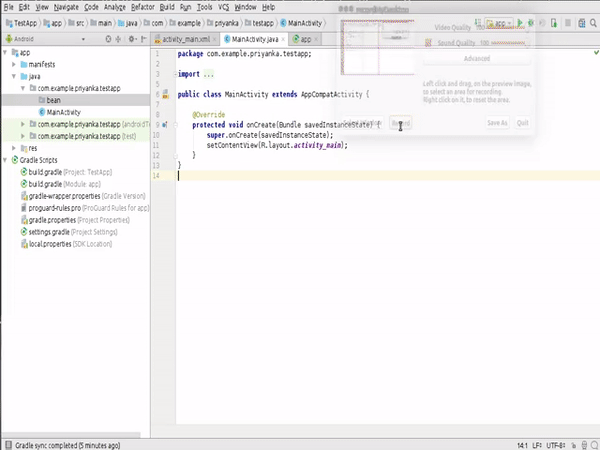 File Edit View Navigate Code Analyze Refactor Build Run Tools VCS Window Help
TestApp app src main java com example priyanka testapp MainActivity app
Android activity_main.xml MainActivity.java app
app
manifests
java
com.example.priyanka.testapp
bean
MainActivity
com.example.priyanka.testapp (androidTe
com.example.priyanka.testapp (test)
res
Gradle Scripts
build.gradle (Project: TestApp)
build.gradle (Module: app)
gradle-wrapper.properties (Gradle Version)
proguard-rules.pro (ProGuard Rules for app)
gradle.properties (Project Properties)
settings.gradle (Project Settings)
local.properties (SDK Location)
1 package com.example.priyanka.testapp;
2
3 import ...
5
6 public class MainActivity extends AppCompatActivity {
7
8 @Override
9 protected void onCreate(Bundle savedInstanceState) {
10 super.onCreate(savedInstanceState);
11 setContentView(R.layout.activity_main);
12 }
13 }
14
recordMyDesktop
Video Quality 100
Sound Quality 100
Advanced
Left click and drag, on the preview image,
or select an area for recording.
Right click on it, to reset the area.
Save As Quit
Gradle sync completed (5 minutes ago) 14:1 LF÷ UTF-8÷